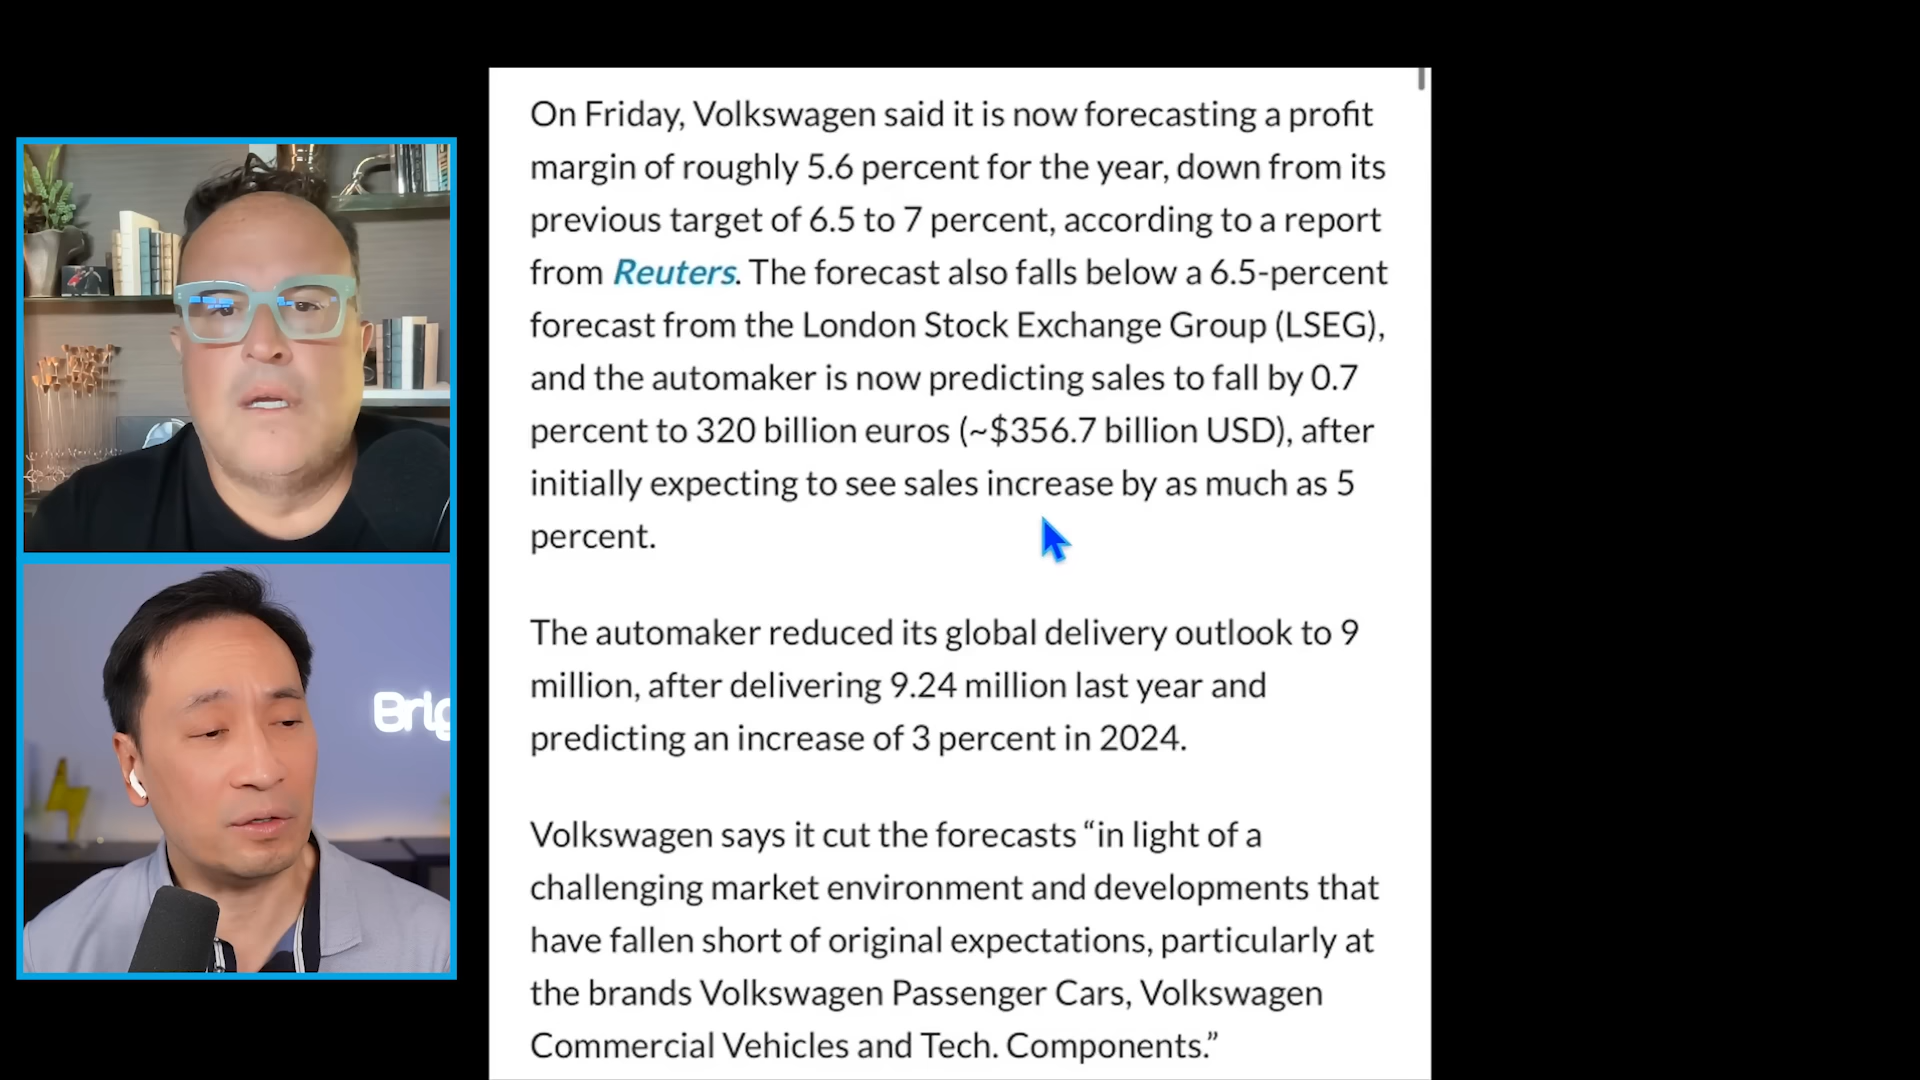 On Friday, Volkswagen said it is now forecasting a profit
margin of roughly 5.6 percent for the year, down from its
previous target of 6.5 to 7 percent, according to a report
from Reuters. The forecast also falls below a 6.5-percent
forecast from the London Stock Exchange Group (LSEG),
and the automaker is now predicting sales to fall by 0.7
percent to 320 billion euros (~$356.7 billion USD), after
initially expecting to see sales increase by as much as 5
percent.
The automaker reduced its global delivery outlook to 9
million, after delivering 9.24 million last year and
predicting an increase of 3 percent in 2024.
Volkswagen says it cut the forecasts “in light of a
challenging market environment and developments that
have fallen short of original expectations, particularly at
the brands Volkswagen Passenger Cars, Volkswagen
Commercial Vehicles and Tech. Components.”